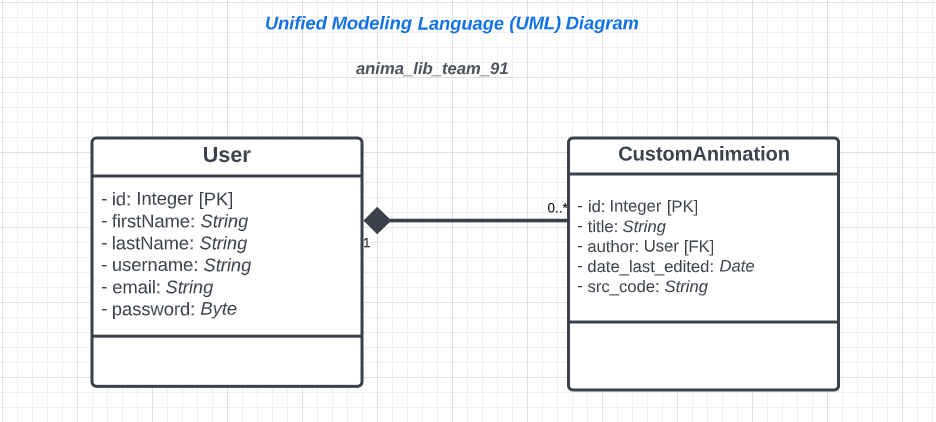 Unified Modeling Language (UML) Diagram
anima_lib_team_91
User
- id: Integer [PK]
- firstName: String
- lastName: String
- username: String
- email: String
- password: Byte
1
0..*
CustomAnimation
- id: Integer [PK]
- title: String
- author: User [FK]
- date_last_edited: Date
- src_code: String